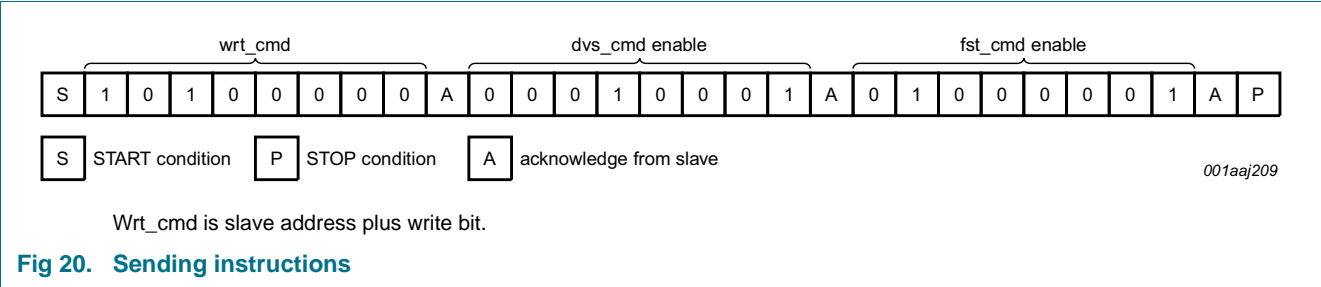 wrt_cmd dvs_cmd enable fst_cmd enable
S 1 0 1 0 0 0 0 0 A 0 0 0 1 0 0 0 1 A 0 1 0 0 0 0 0 1 A P
S START condition P STOP condition A acknowledge from slave
001aaj209
Wrt_cmd is slave address plus write bit.
Fig 20. Sending instructions